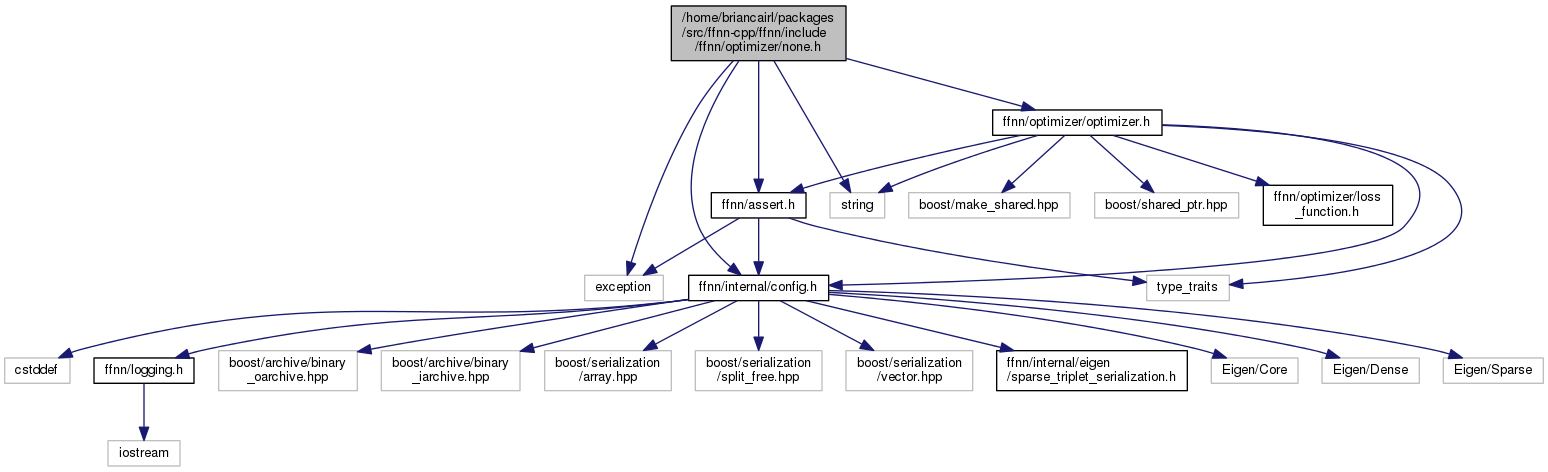 /home/briancairl/packages
/src/ffnn-cpp/ffnn/include
/ffnn/optimizer/none.h
ffnn/optimizer/optimizer.h
ffnn/assert.h
string
boost/make_shared.hpp
boost/shared_ptr.hpp
ffnn/optimizer/loss
_function.h
exception
ffnn/internal/config.h
type_traits
cstddef
ffnn/logging.h
boost/archive/binary
_oarchive.hpp
boost/archive/binary
_iarchive.hpp
boost/serialization
/array.hpp
boost/serialization
/split_free.hpp
boost/serialization
/vector.hpp
ffnn/internal/eigen
/sparse_triplet_serialization.h
Eigen/Core
Eigen/Dense
Eigen/Sparse
iostream